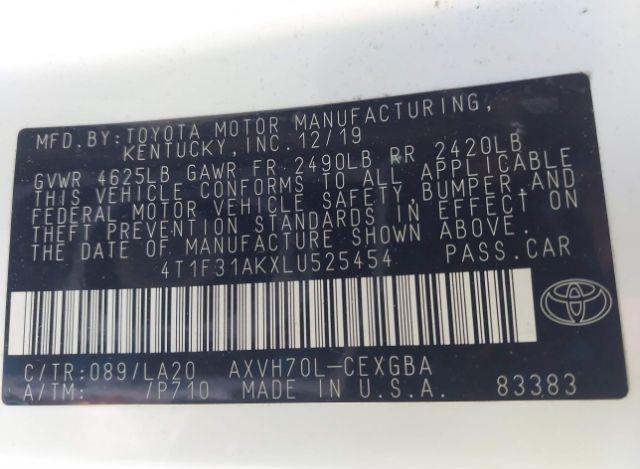 MFD.BY:TOYOTA MOTOR MANUFACTURING,
KENTUCKY,INC.12/19
GVWR 4625LB GAWR FR 2490LB RR 2420LB
THIS VEHICLE CONFORMS TO ALL APPLICABLE
FEDERAL MOTOR VEHICLE SAFETY,BUMPER,AND
THEFT PREVENTION STANDARDS IN EFFECT ON
THE DATE OF MANUFACTURE SHOWN ABOVE.
4T1F31AKXLU525454 PASS.CAR
C/TR:089/LA20 AXVH70L-CEXGBA
A/TM: /P710 MADE IN U.S.A. 83383